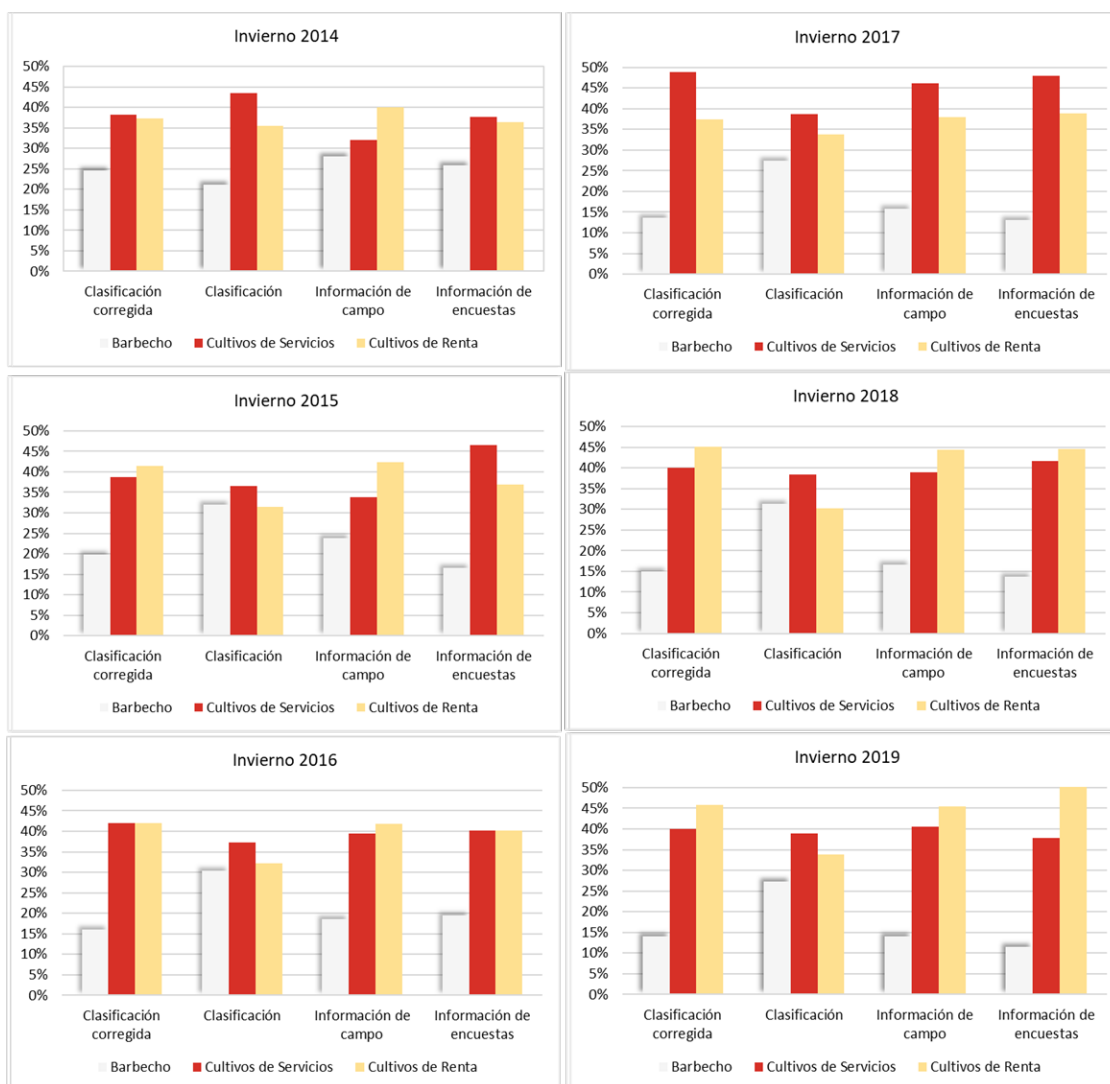 Invierno 2014
50%
45%
40%
35%
30%
25%
20%
15%
10%
5%
0%
Clasificación corregida
Clasificación
Información de campo
Información de encuestas
Barbecho Cultivos de Servicios Cultivos de Renta
Invierno 2017
50%
45%
40%
35%
30%
25%
20%
15%
10%
5%
0%
Clasificación corregida
Clasificación
Información de campo
Información de encuestas
Barbecho Cultivos de Servicios Cultivos de Renta
Invierno 2015
50%
45%
40%
35%
30%
25%
20%
15%
10%
5%
0%
Clasificación corregida
Clasificación
Información de campo
Información de encuestas
Barbecho Cultivos de Servicios Cultivos de Renta
Invierno 2018
50%
45%
40%
35%
30%
25%
20%
15%
10%
5%
0%
Clasificación corregida
Clasificación
Información de campo
Información de encuestas
Barbecho Cultivos de Servicios Cultivos de Renta
Invierno 2016
50%
45%
40%
35%
30%
25%
20%
15%
10%
5%
0%
Clasificación corregida
Clasificación
Información de campo
Información de encuestas
Barbecho Cultivos de Servicios Cultivos de Renta
Invierno 2019
50%
45%
40%
35%
30%
25%
20%
15%
10%
5%
0%
Clasificación corregida
Clasificación
Información de campo
Información de encuestas
Barbecho Cultivos de Servicios Cultivos de Renta